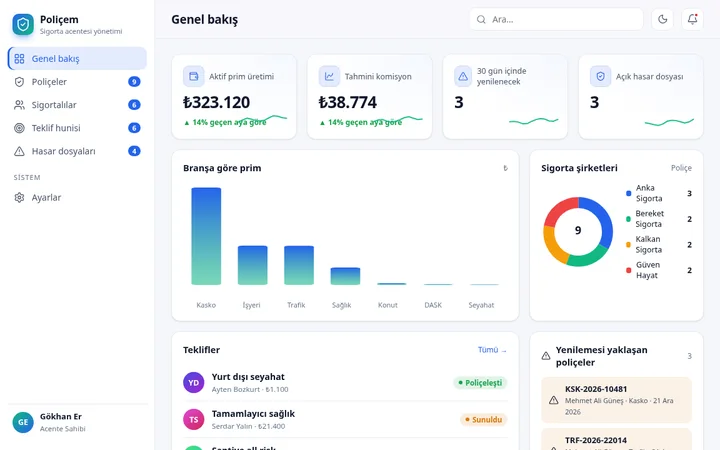 Poliçem
Sigorta acentesi yönetimi
Genel bakış
Poliçeler 9
Sigortalılar 6
Teklif hunisi 6
Hasar dosyaları 4
SİSTEM
Ayarlar
GE
Gökhan Er
Acente Sahibi
Genel bakış
Ara…
Aktif prim üretimi
₺323.120
▲ 14% geçen aya göre
Tahmini komisyon
₺38.774
▲ 14% geçen aya göre
30 gün içinde
yenilenecek
3
Açık hasar dosyası
3
Branşa göre prim ₺
Kasko İşyeri Trafik Sağlık Konut DASK Seyahat
Sigorta şirketleri Poliçe
9
Anka
Sigorta 3
Bereket
Sigorta 2
Kalkan
Sigorta 2
Güven
Hayat 2
Teklifler Tümü →
YD
Yurt dışı seyahat
Ayten Bozkurt · ₺1.100
Poliçeleşti
TS
Tamamlayıcı sağlık
Serdar Yalın · ₺21.400
Sunuldu
Yenilemesi yaklaşan
poliçeler 3
KSK-2026-10481
Mehmet Ali Güneş · Kasko · 21 Ara
2026
TRF-2026-22014